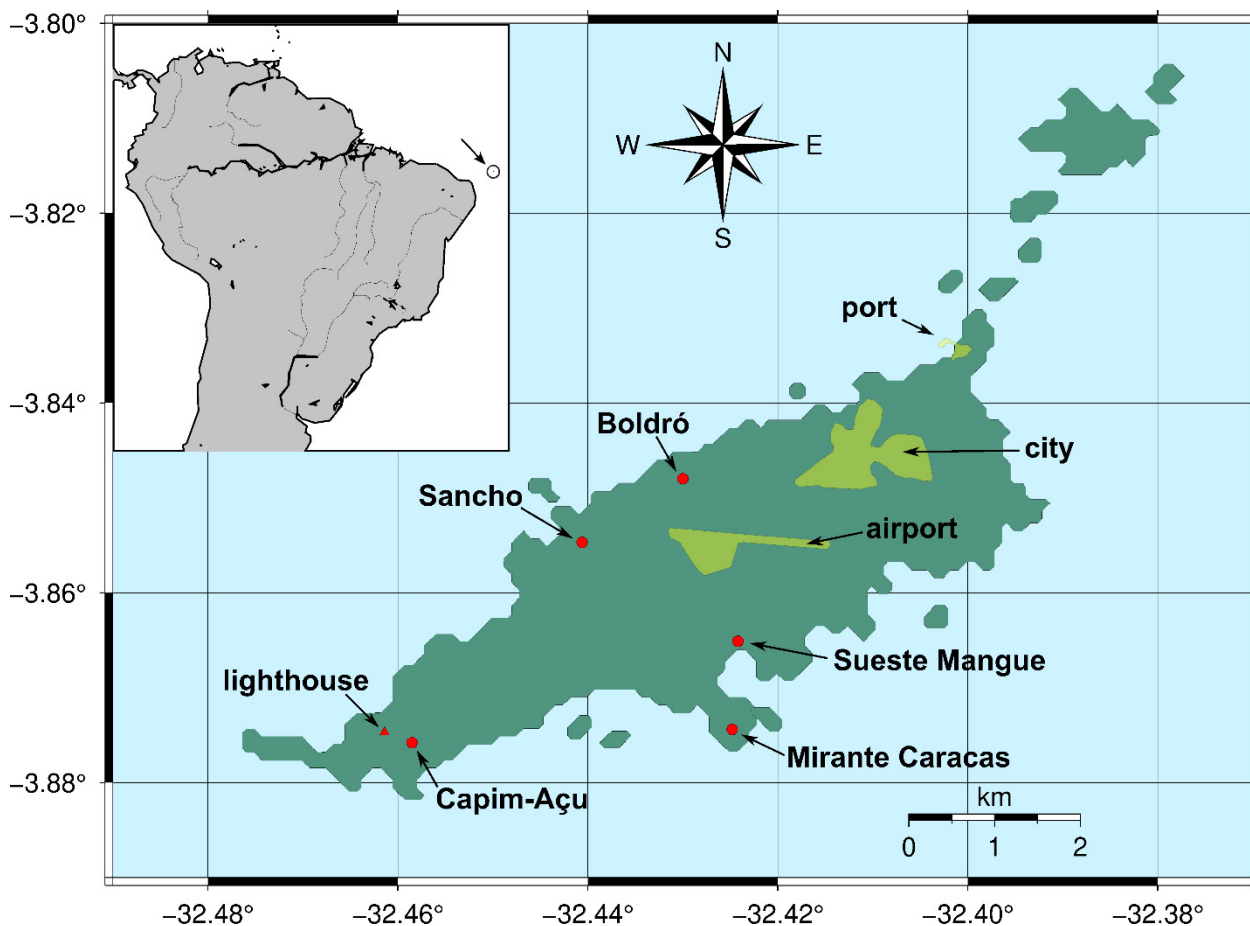 −3.80°
−3.82°
−3.84°
−3.86°
−3.88°
N
W
E
S
port
Boldró
city
Sancho
airport
Sueste Mangue
lighthouse
Mirante Caracas
Capim-Açu
km
0 1 2
−32.48° −32.46° −32.44° −32.42° −32.40° −32.38°